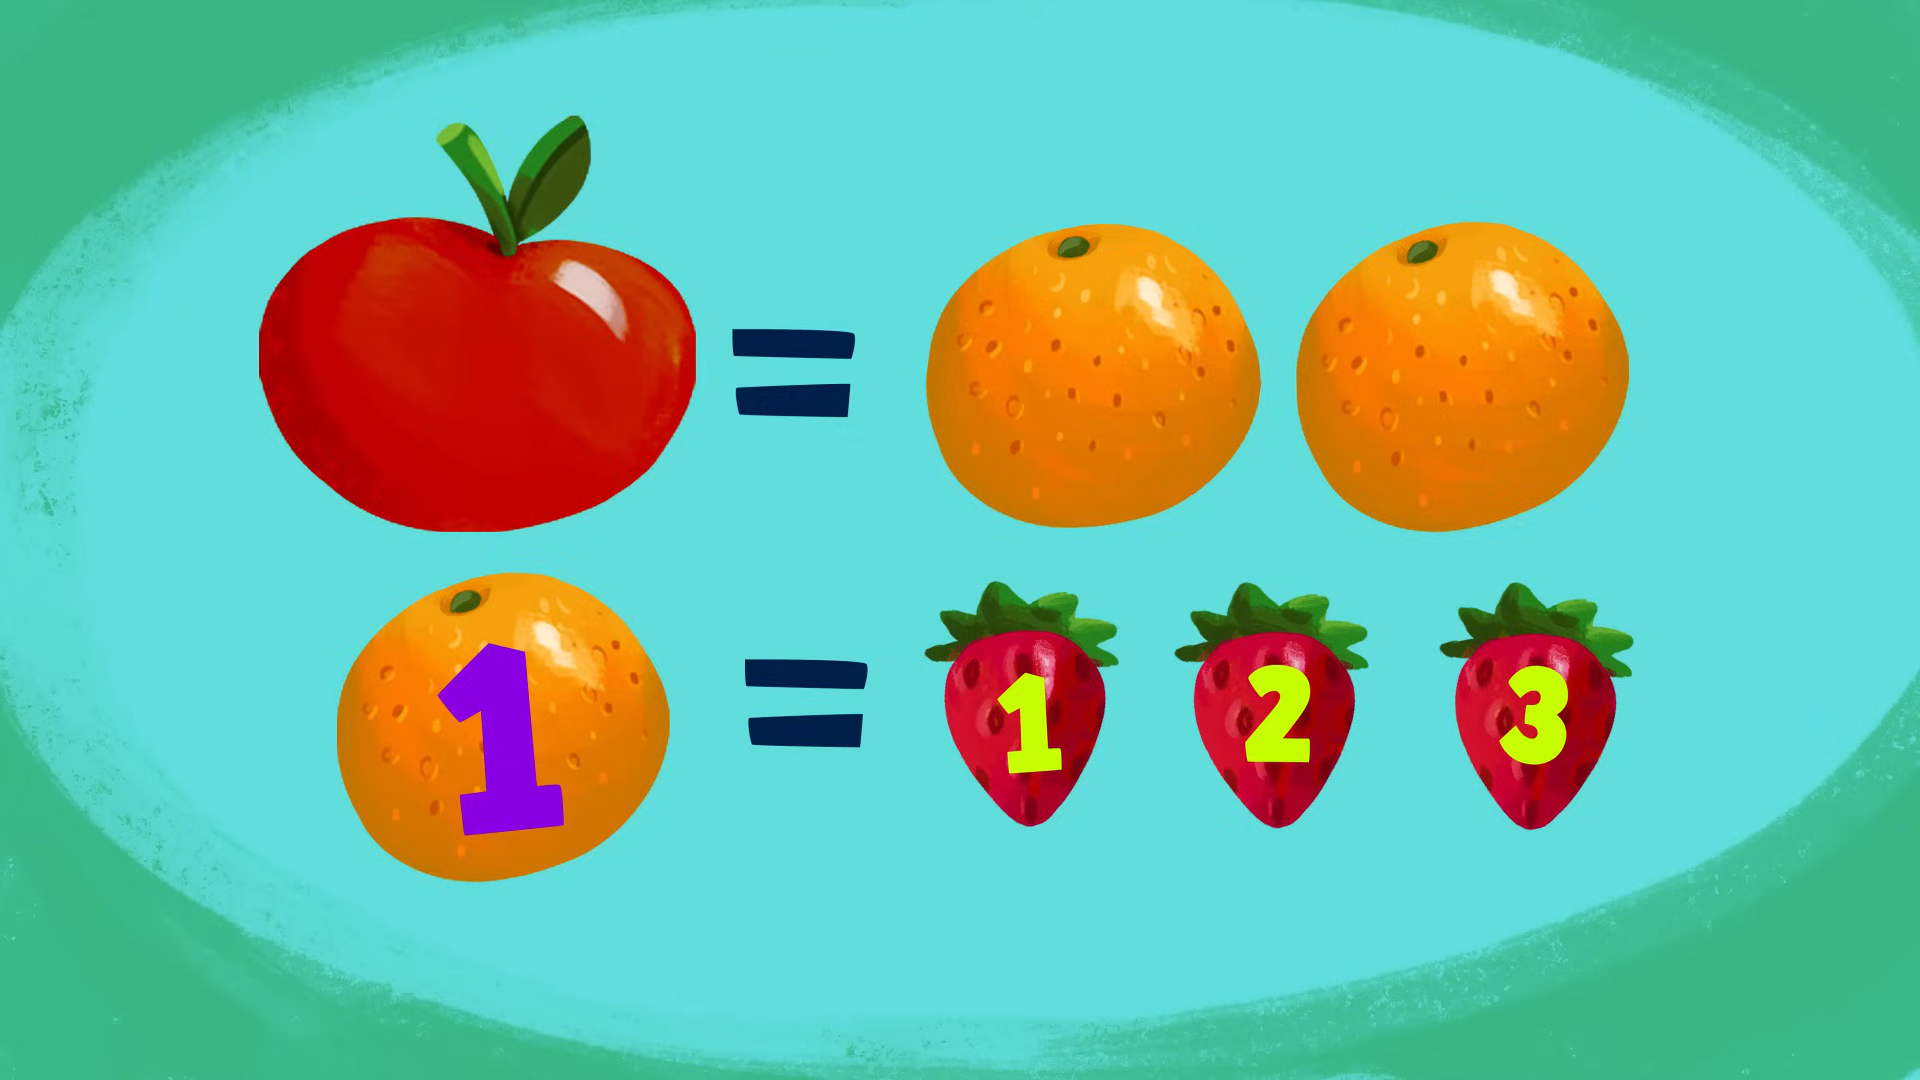 =
1 = 1 2 3